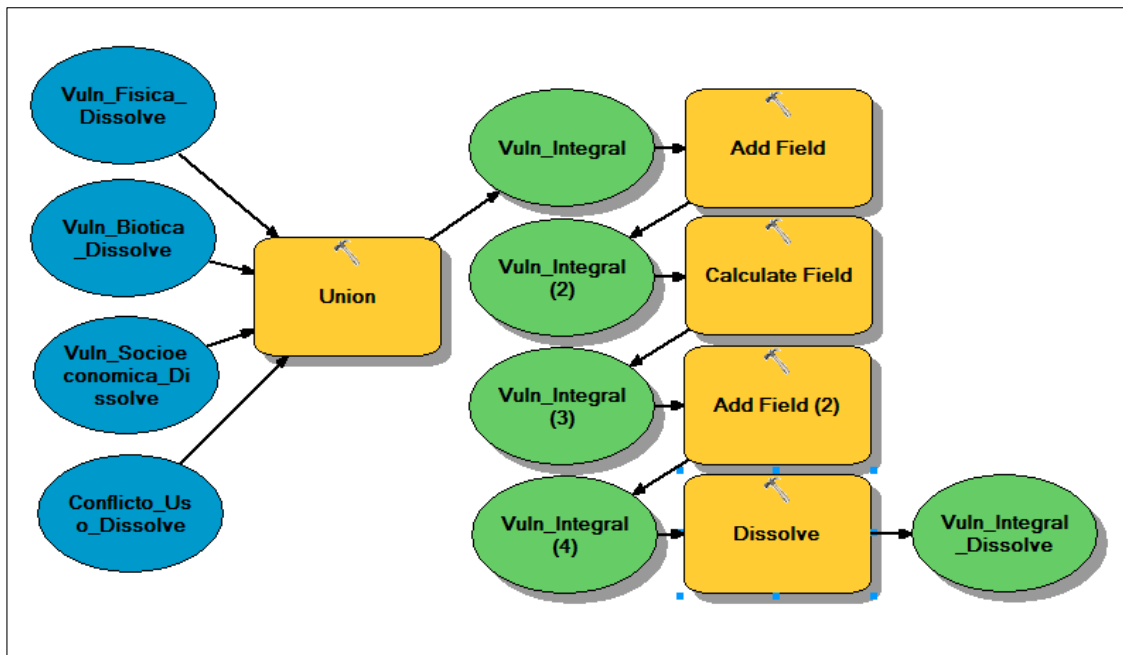 Vuln_Fisica_
Dissolve
Vuln_Biotica
_Dissolve
Vuln_Socioe
conomica_Di
ssolve
Conflicto_Us
o_Dissolve
Union
Vuln_Integral
Add Field
Vuln_Integral
(2)
Calculate Field
Vuln_Integral
(3)
Add Field (2)
Vuln_Integral
(4)
Dissolve
Vuln_Integral
_Dissolve